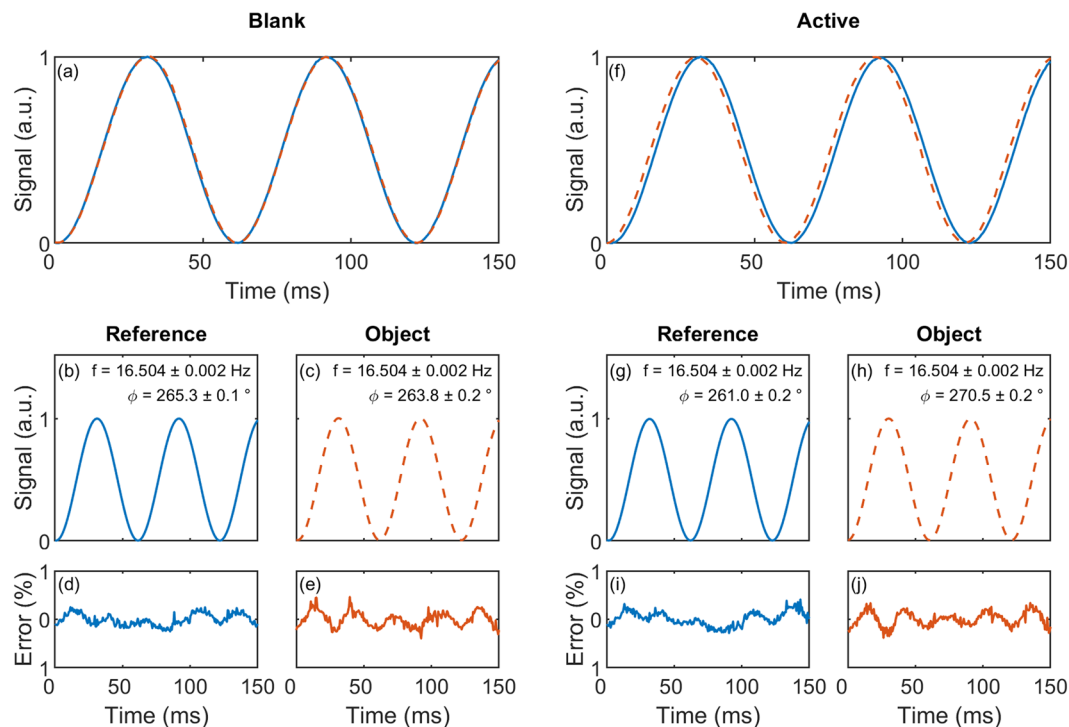 Blank
Active
(a)
1
0
Signal (a.u.)
50
100
150
Time (ms)
(f)
1
0
Signal (a.u.)
0
50
100
150
Time (ms)
Reference
Object
Reference
Object
(b) f = 16.504 ± 0.002 Hz
ϕ = 265.3 ± 0.1 °
1
0
Signal (a.u.)
(c) f = 16.504 ± 0.002 Hz
ϕ = 263.8 ± 0.2 °
(g) f = 16.504 ± 0.002 Hz
ϕ = 261.0 ± 0.2 °
1
0
Signal (a.u.)
(h) f = 16.504 ± 0.002 Hz
ϕ = 270.5 ± 0.2 °
(d)
1
0
1
Error (%)
0 50 100 150
Time (ms)
(e)
0 50 100 150
Time (ms)
(i)
1
0
1
Error (%)
0 50 100 150
Time (ms)
(j)
0 50 100 150
Time (ms)